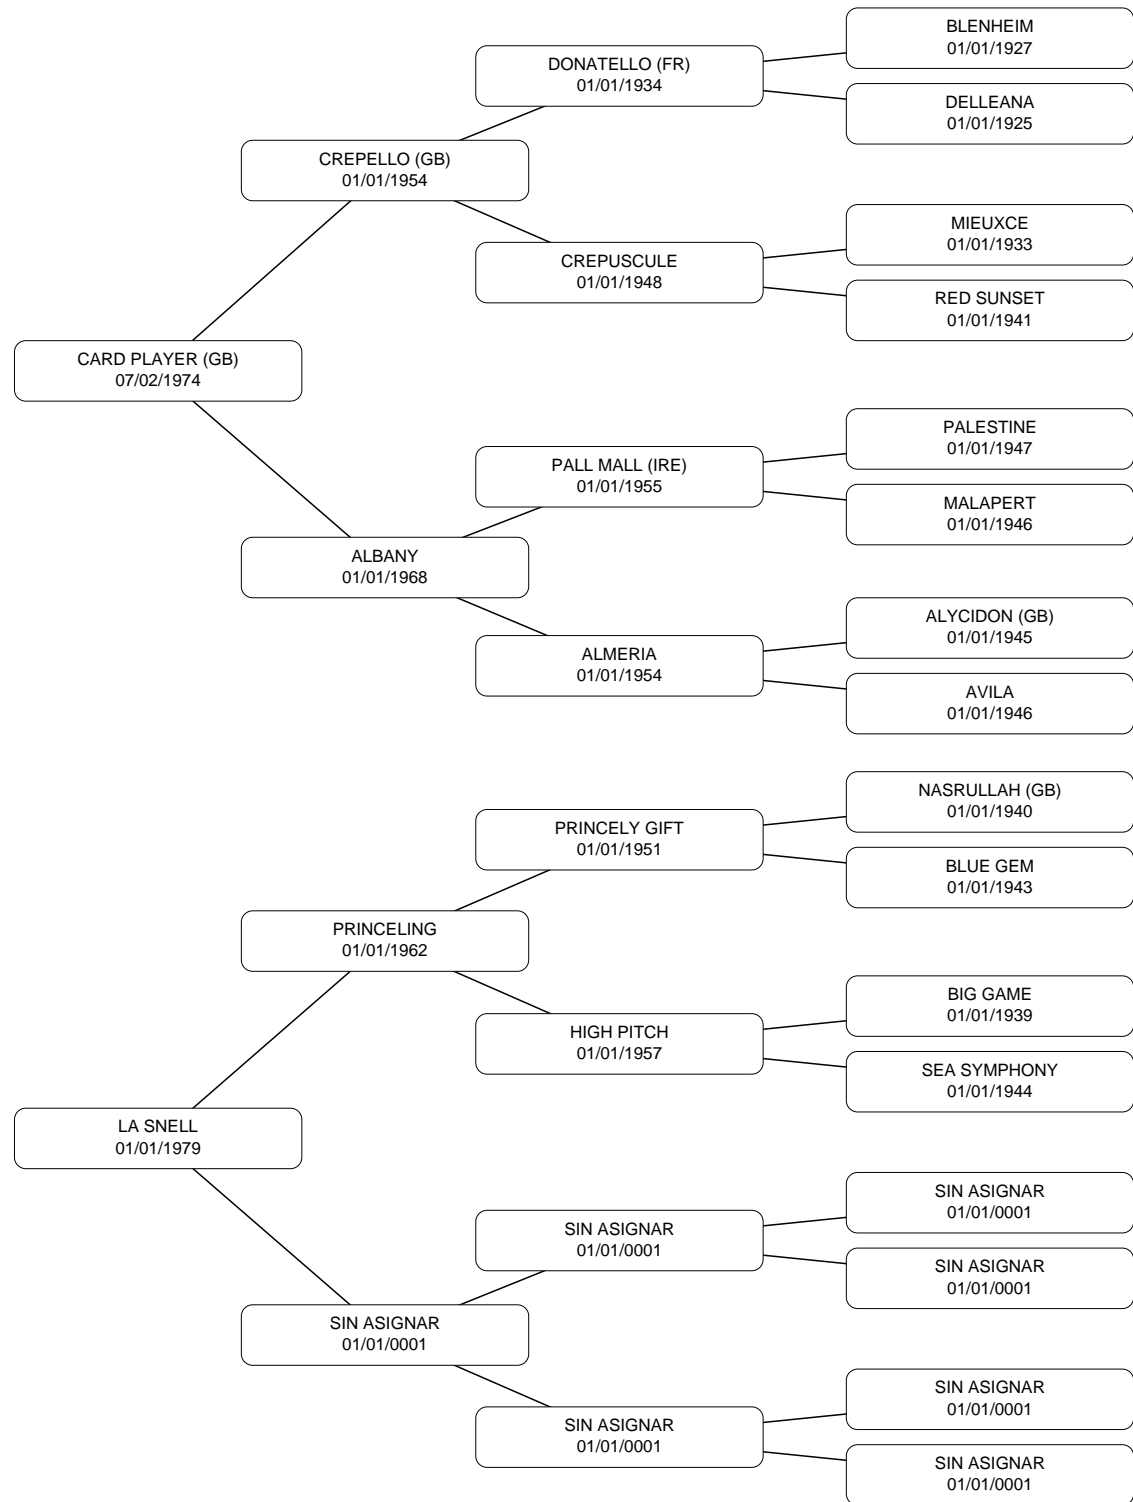 BLENHEIM
01/01/1927
DONATELLO (FR)
01/01/1934
DELLEANA
01/01/1925
CREPELLO (GB)
01/01/1954
MIEUXCE
01/01/1933
CREPUSCULE
01/01/1948
RED SUNSET
01/01/1941
CARD PLAYER (GB)
07/02/1974
PALESTINE
01/01/1947
PALL MALL (IRE)
01/01/1955
MALAPERT
01/01/1946
ALBANY
01/01/1968
ALYCIDON (GB)
01/01/1945
ALMERIA
01/01/1954
AVILA
01/01/1946
NASRULLAH (GB)
01/01/1940
PRINCELY GIFT
01/01/1951
BLUE GEM
01/01/1943
PRINCELING
01/01/1962
BIG GAME
01/01/1939
HIGH PITCH
01/01/1957
SEA SYMPHONY
01/01/1944
LA SNELL
01/01/1979
SIN ASIGNAR
01/01/0001
SIN ASIGNAR
01/01/0001
SIN ASIGNAR
01/01/0001
SIN ASIGNAR
01/01/0001
SIN ASIGNAR
01/01/0001
SIN ASIGNAR
01/01/0001
SIN ASIGNAR
01/01/0001